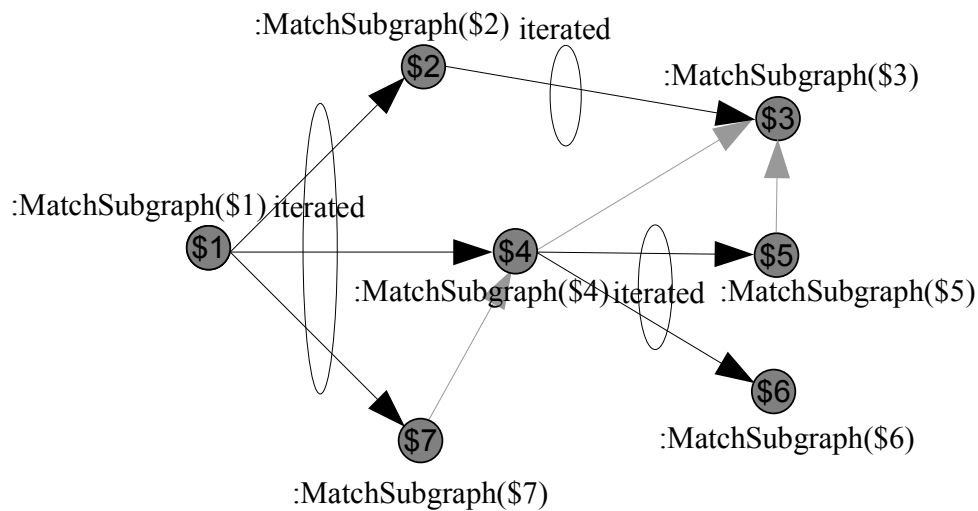 :MatchSubgraph($2) iterated
$2
:MatchSubgraph($3)
$3
:MatchSubgraph($1) iterated
$1
$4
$5
:MatchSubgraph($4) iterated
:MatchSubgraph($5)
$6
:MatchSubgraph($6)
$7
:MatchSubgraph($7)